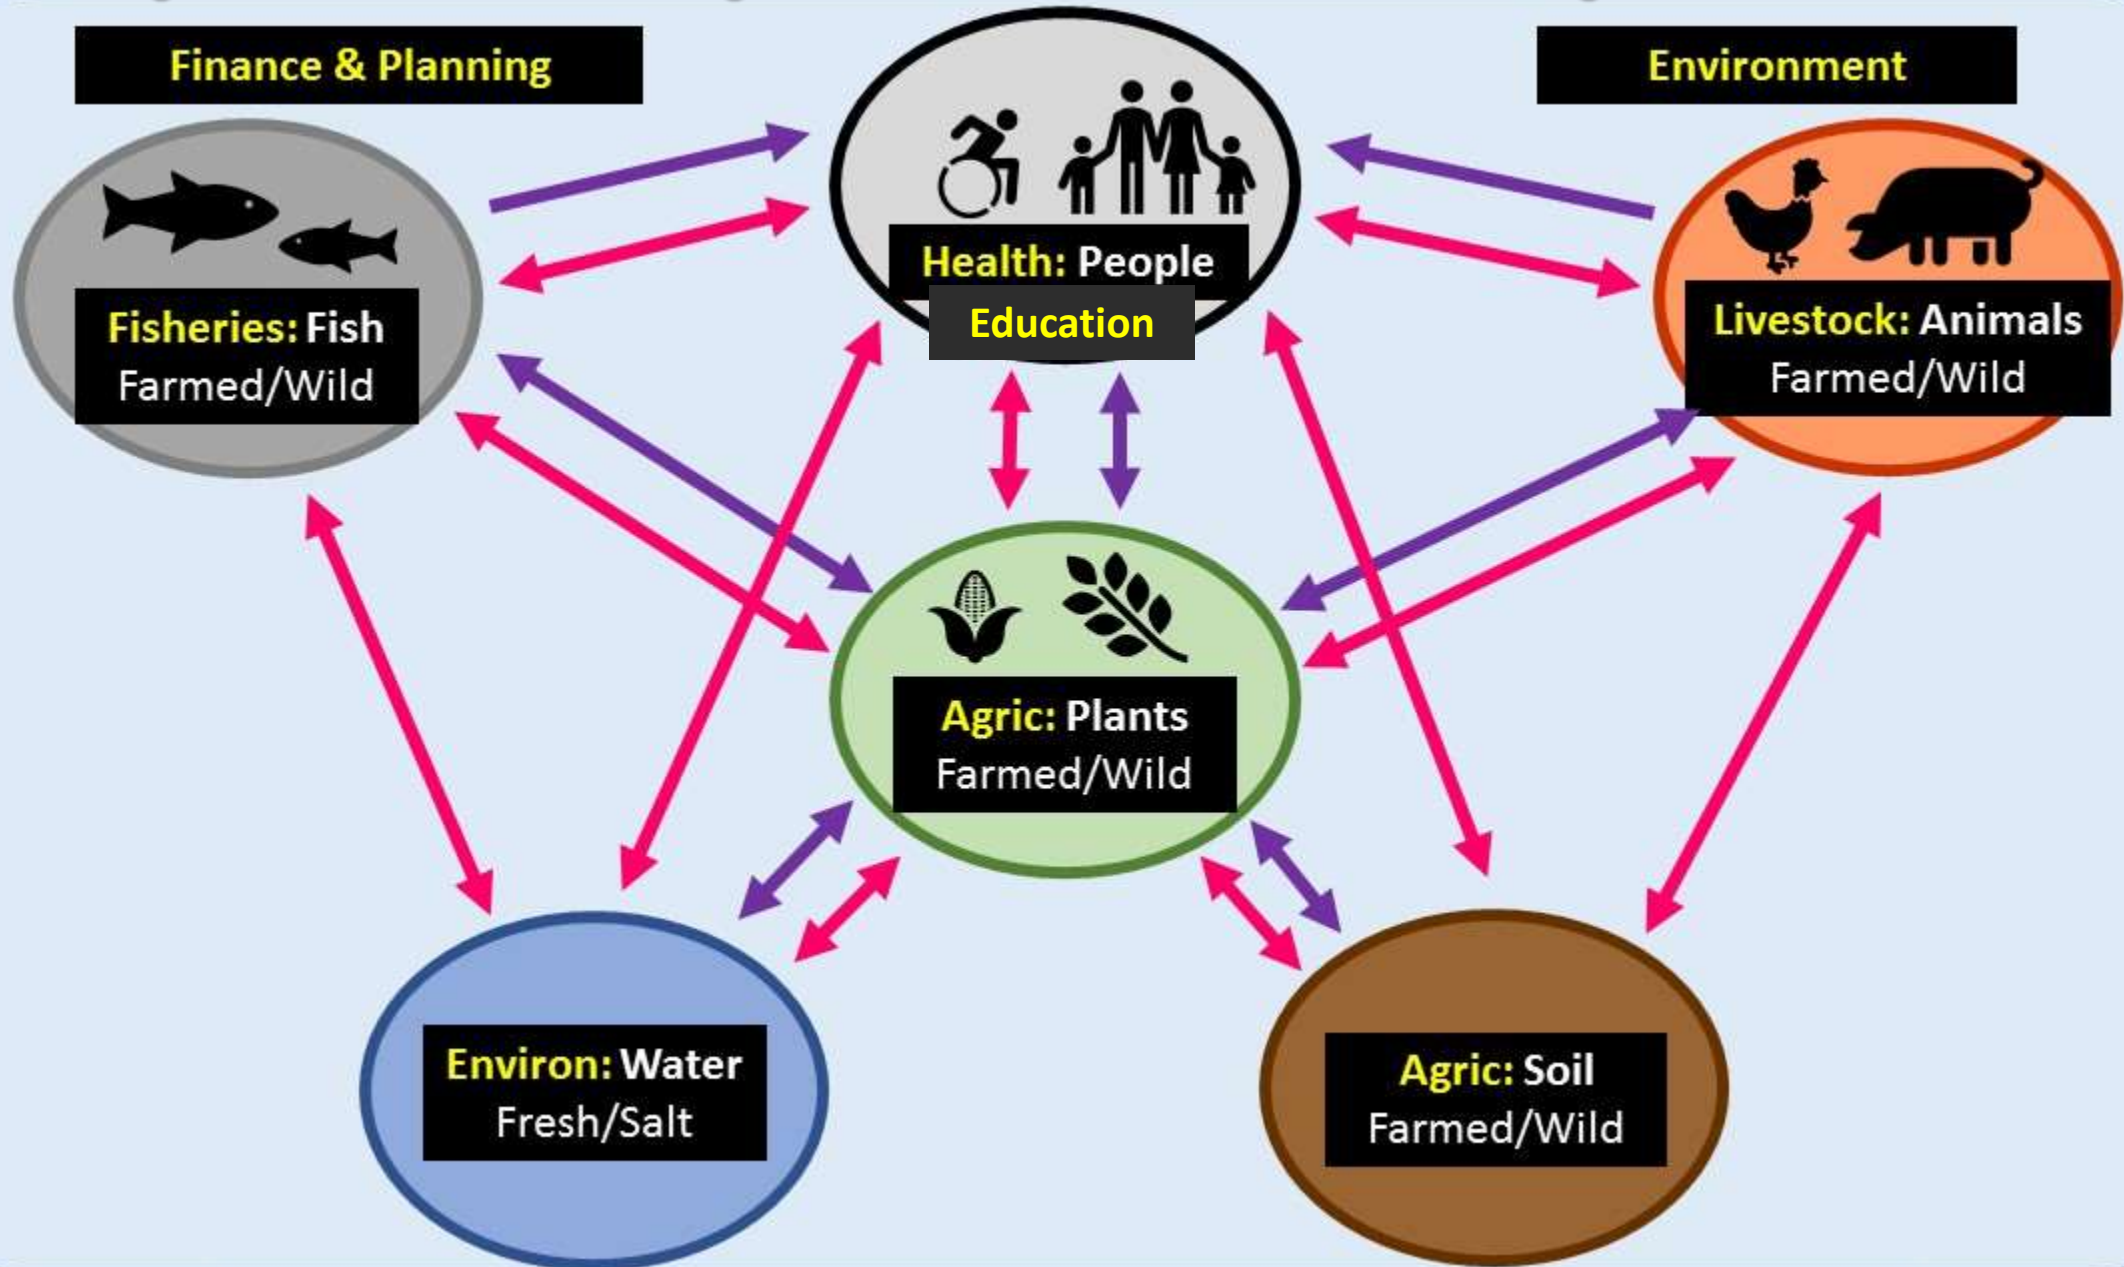 Finance & Planning
Environment
Health: People
Education
Fisheries: Fish
Farmed/Wild
Livestock: Animals
Farmed/Wild
Agric: Plants
Farmed/Wild
Environ: Water
Fresh/Salt
Agric: Soil
Farmed/Wild